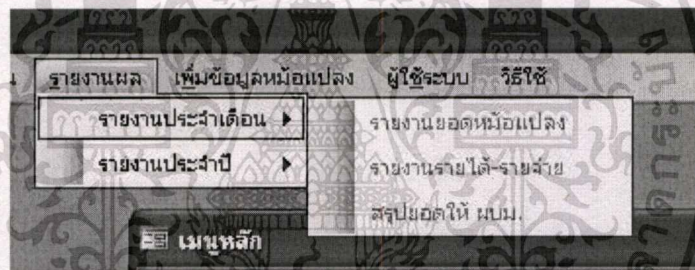 รายงานผล เพิ่มข้อมูลหม้อแปลง ผู้ใช้ระบบ วิธีใช้
รายงานประจำเดือน
รายงานยอดหม้อแปลง
รายงานประจำปี
รายงานรายได้-รายจ่าย
สรุปยอดให้ ผบม.
เมนูหลัก